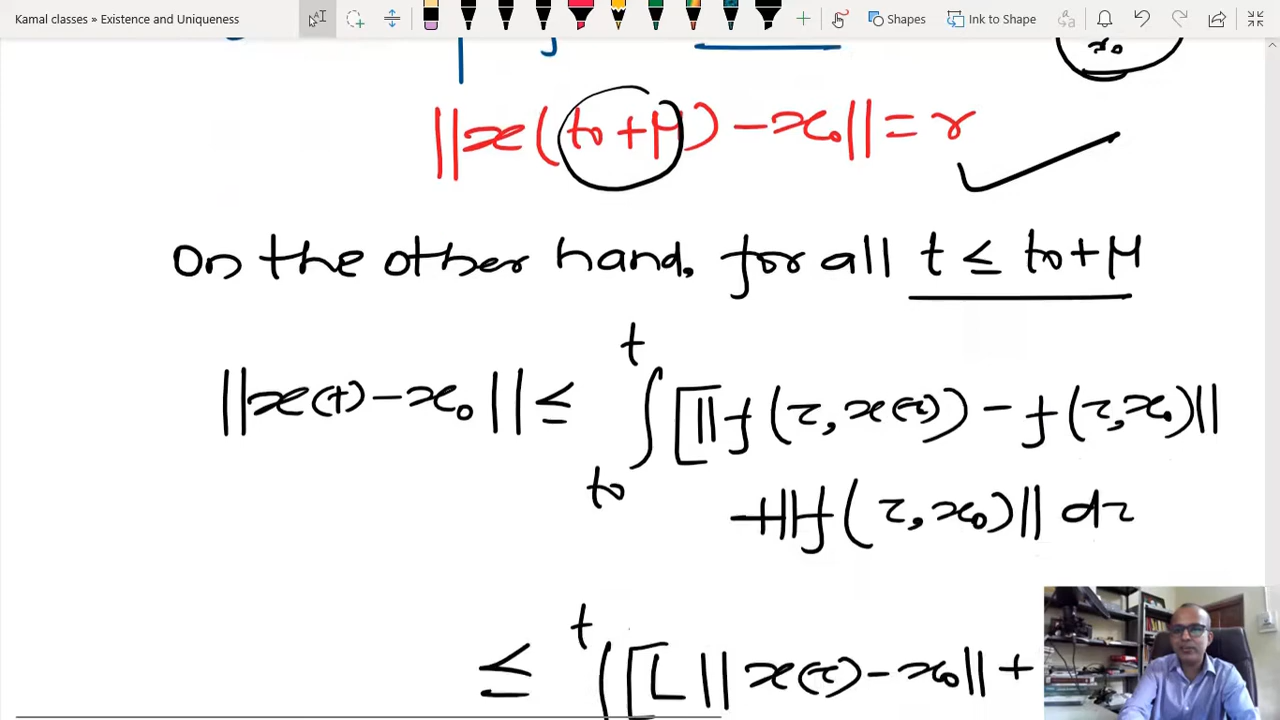 Kamal classes » Existence and Uniqueness
Shapes
Ink to Shape
x₀
||x(t₀+μ)-x₀||=r
On the other hand, for all t ≤ t₀+μ
||x(t)-x₀|| ≤ ∫_{t₀}^{t} [||f(τ,x(τ))-f(τ,x₀)||
+||f(τ,x₀)|| dτ
≤ ∫^{t} [L||x(τ)-x₀||+